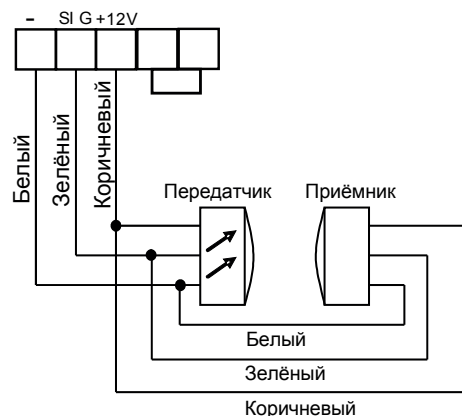 - SI G +12V
Белый
Зелёный
Коричневый
Передатчик Приёмник
Белый
Зелёный
Коричневый